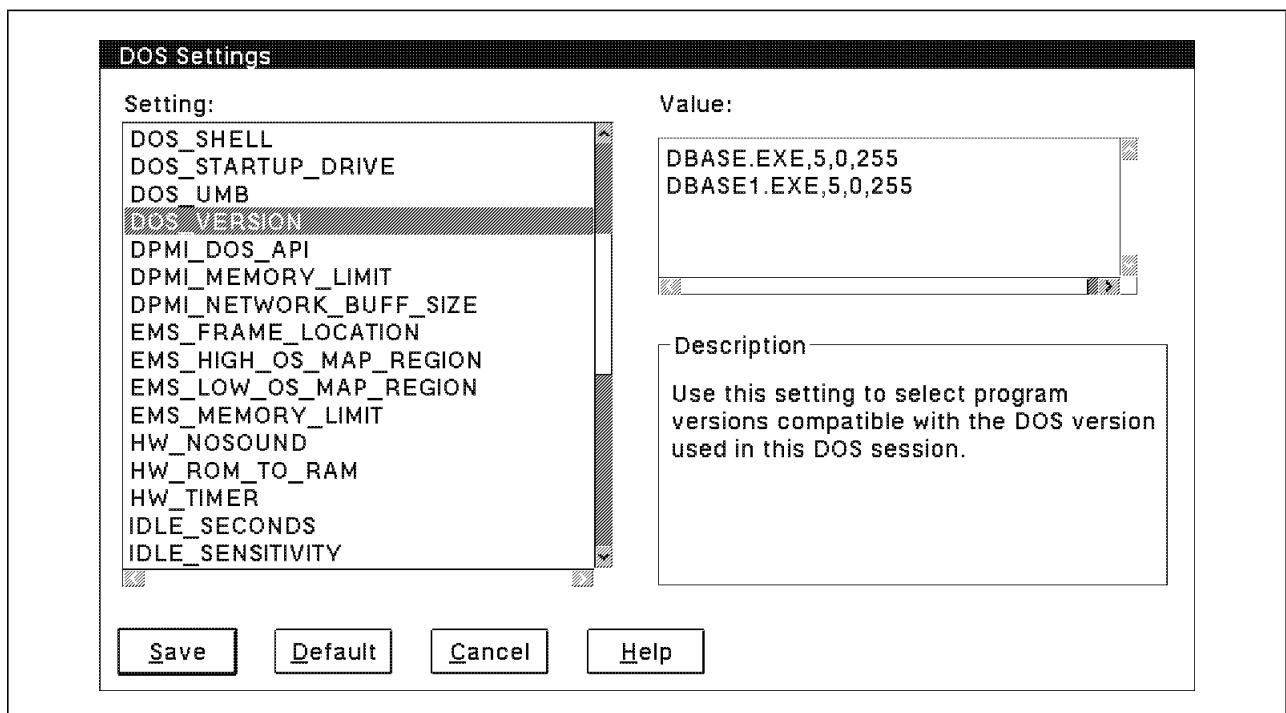 DOS Settings
Setting:
DOS_SHELL
DOS_STARTUP_DRIVE
DOS_UMB
DOS_VERSION
DPMI_DOS_API
DPMI_MEMORY_LIMIT
DPMI_NETWORK_BUFF_SIZE
EMS_FRAME_LOCATION
EMS_HIGH_OS_MAP_REGION
EMS_LOW_OS_MAP_REGION
EMS_MEMORY_LIMIT
HW_NOSOUND
HW_ROM_TO_RAM
HW_TIMER
IDLE_SECONDS
IDLE_SENSITIVITY
Value:
DBASE.EXE,5,0,255
DBASE1.EXE,5,0,255
Description
Use this setting to select program
versions compatible with the DOS version
used in this DOS session.
Save
Default
Cancel
Help